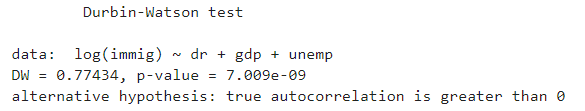 Durbin-Watson test
data:  log(immig) ~ dr + gdp + unemp
DW = 0.77434, p-value = 7.009e-09
alternative hypothesis: true autocorrelation is greater than 0